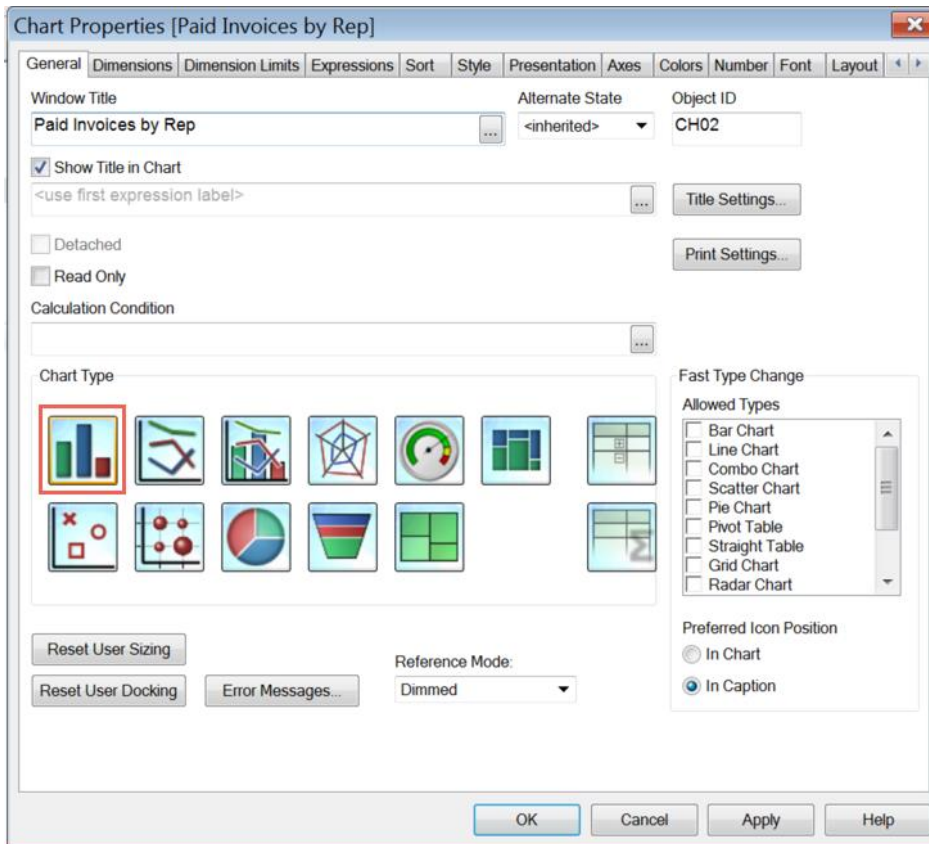 Chart Properties [Paid Invoices by Rep]
General Dimensions Dimension Limits Expressions Sort Style Presentation Axes Colors Number Font Layout
Window Title Alternate State Object ID
Paid Invoices by Rep ... <inherited> CH02
Show Title in Chart
<use first expression label> ... Title Settings...
Detached
Print Settings...
Read Only
Calculation Condition
...
Chart Type
Fast Type Change
Allowed Types
Bar Chart
Line Chart
Combo Chart
Scatter Chart
Pie Chart
Pivot Table
Straight Table
Grid Chart
Radar Chart
Preferred Icon Position
In Chart
In Caption
Reset User Sizing
Reference Mode:
Reset User Docking Error Messages... Dimmed
OK Cancel Apply Help